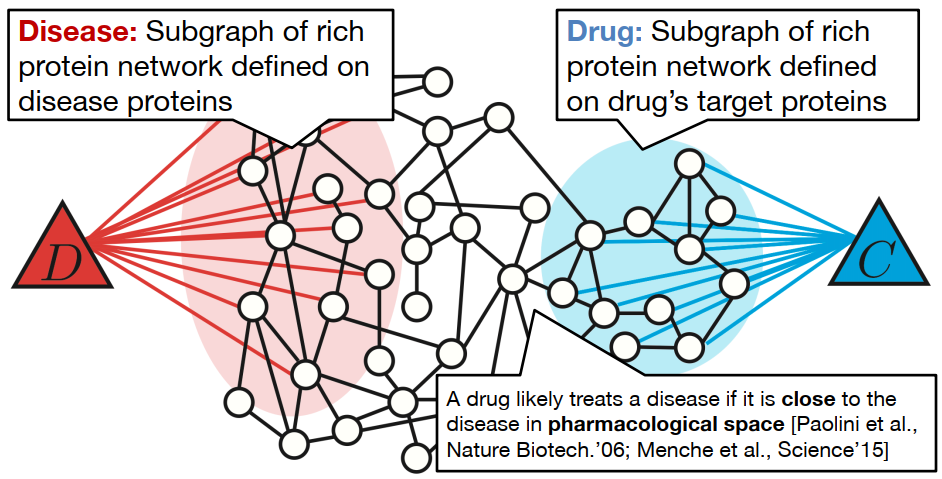 Disease: Subgraph of rich
protein network defined on
disease proteins
Drug: Subgraph of rich
protein network defined
on drug's target proteins
D
C
A drug likely treats a disease if it is close to the
disease in pharmacological space [Paolini et al.,
Nature Biotech.'06; Menche et al., Science'15]